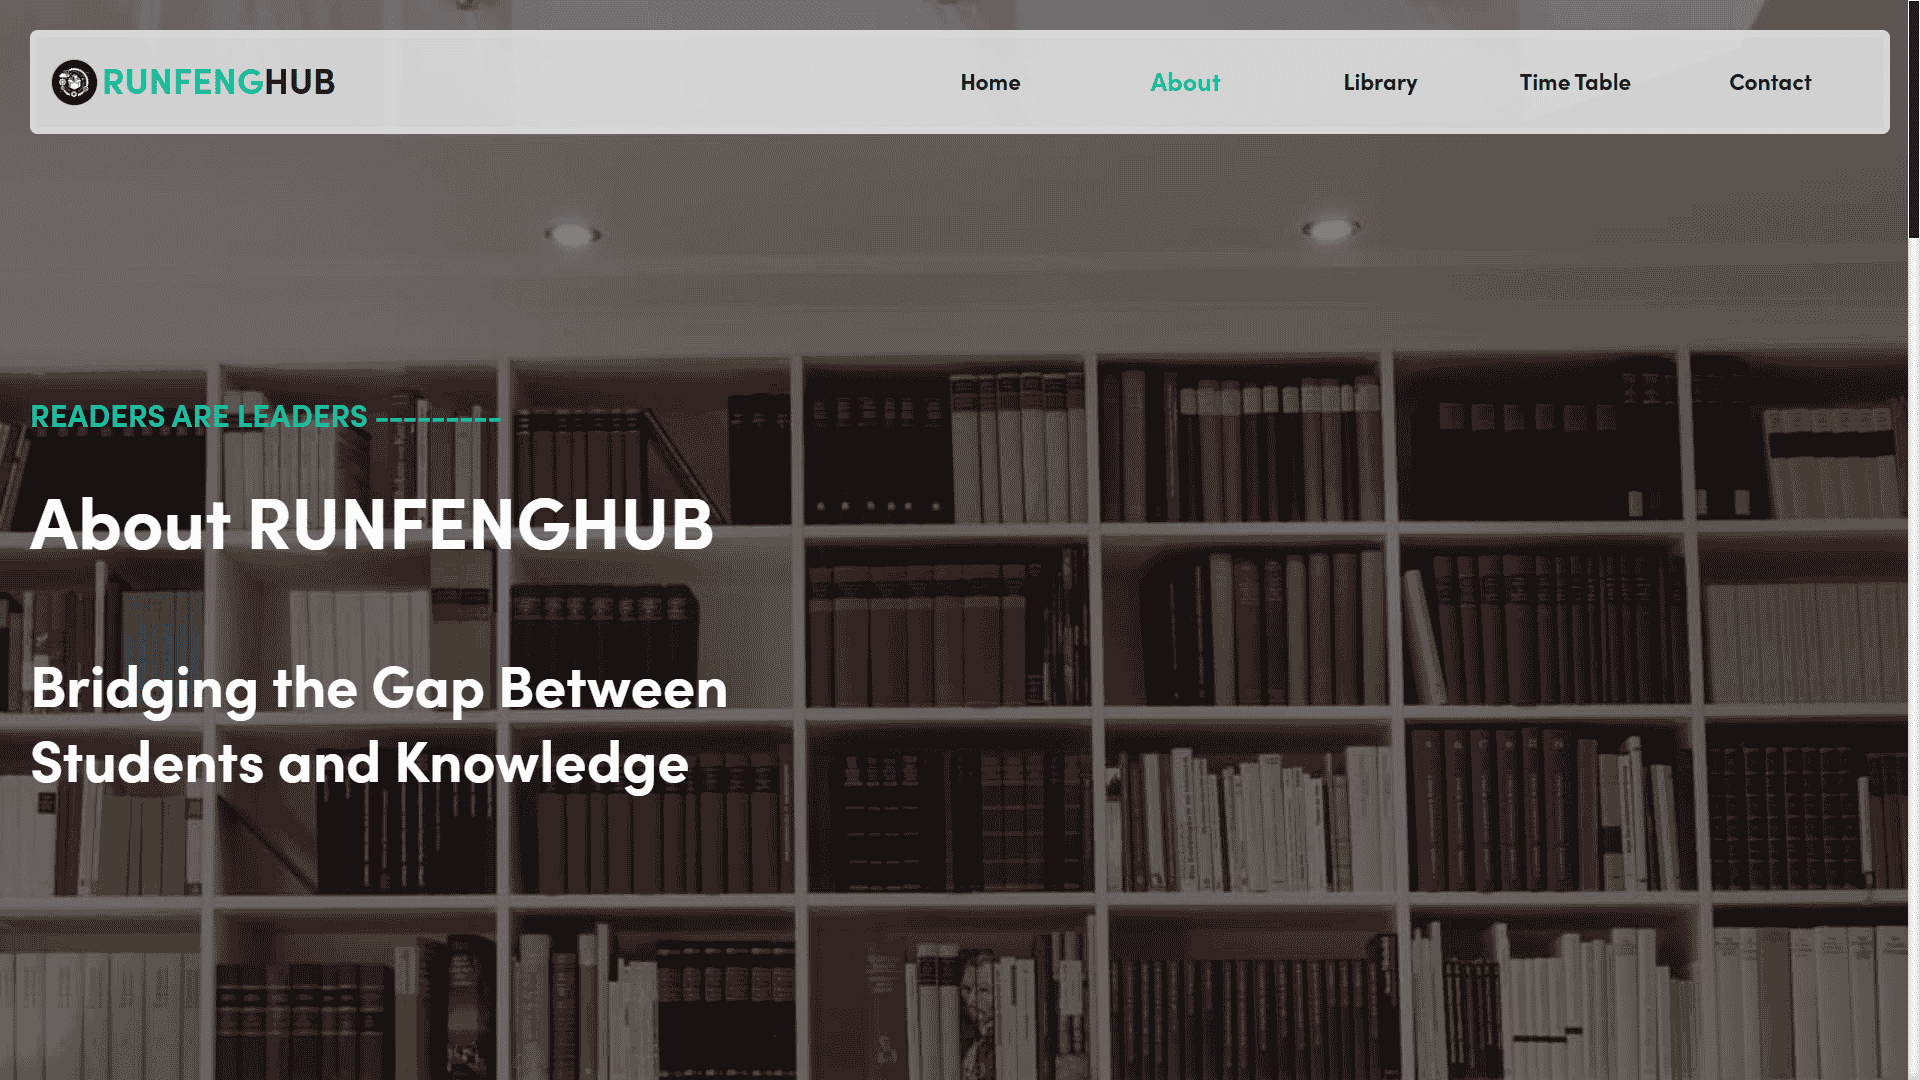 RUNFENGHUB
Home
About
Library
Time Table
Contact
READERS ARE LEADERS ---------
About RUNFENGHUB
Bridging the Gap Between
Students and Knowledge